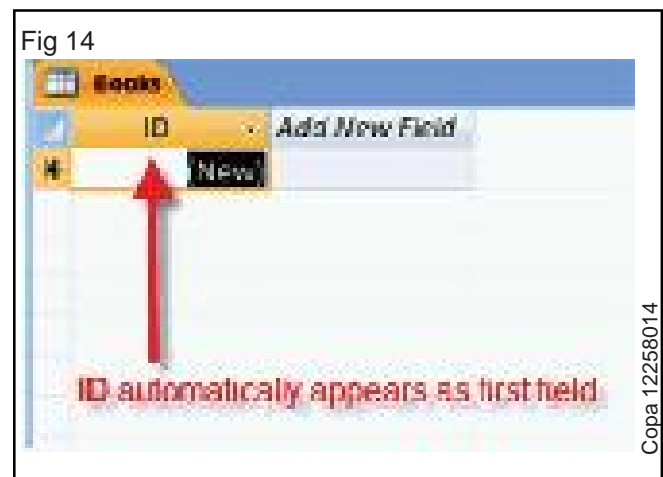 Fig 14
Books
ID Add New Field
(New)
ID automatically appears as first field
Copa 12258014